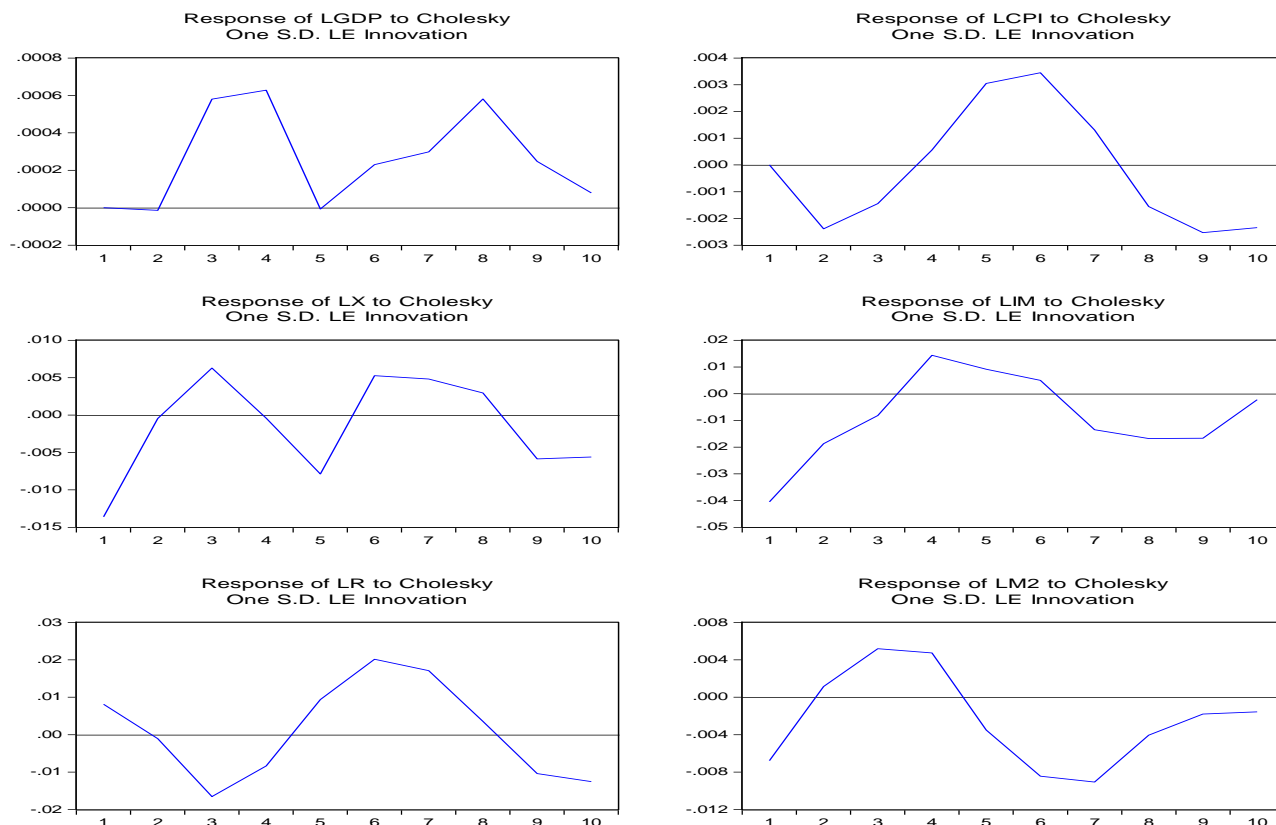 Response of LGDP to Cholesky
One S.D. LE Innovation
.0008
.0006
.0004
.0002
.0000
-.0002
1 2 3 4 5 6 7 8 9 10
Response of LCPI to Cholesky
One S.D. LE Innovation
.004
.003
.002
.001
.000
-.001
-.002
-.003
1 2 3 4 5 6 7 8 9 10
Response of LX to Cholesky
One S.D. LE Innovation
.010
.005
.000
-.005
-.010
-.015
1 2 3 4 5 6 7 8 9 10
Response of LIM to Cholesky
One S.D. LE Innovation
.02
.01
.00
-.01
-.02
-.03
-.04
-.05
1 2 3 4 5 6 7 8 9 10
Response of LR to Cholesky
One S.D. LE Innovation
.03
.02
.01
.00
-.01
-.02
1 2 3 4 5 6 7 8 9 10
Response of LM2 to Cholesky
One S.D. LE Innovation
.008
.004
.000
-.004
-.008
-.012
1 2 3 4 5 6 7 8 9 10